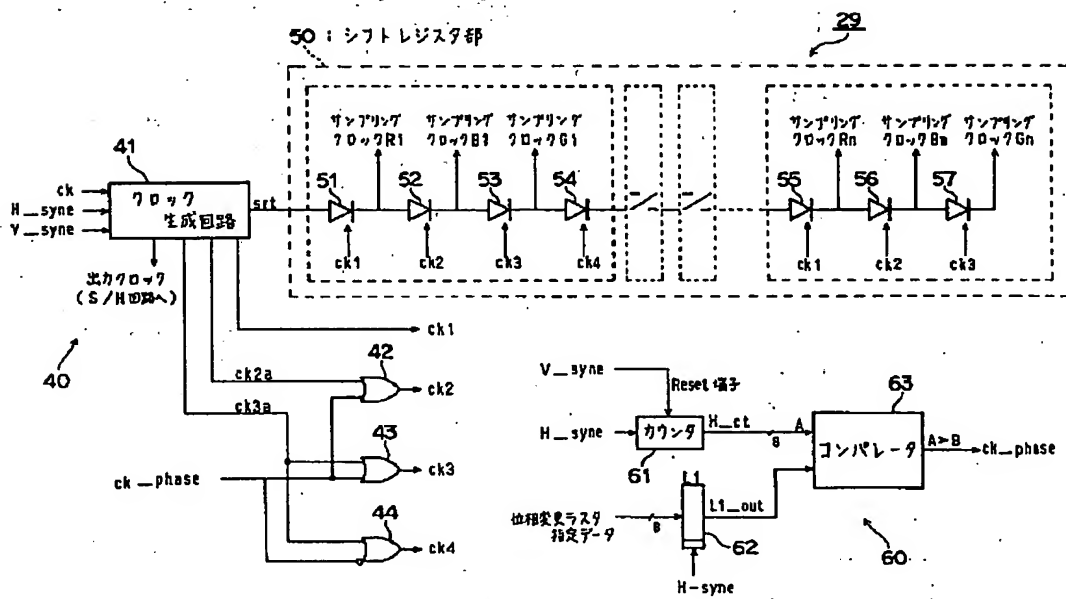 50:シフトレジスタ部
29
サンプリング
クロックR1
サンプリング
クロックB1
サンプリング
クロックG1
サンプリング
クロックRn
サンプリング
クロックBn
サンプリング
クロックGn
41
ck
H_sync
V_sync
クロック
生成回路
srt
51
52
53
54
55
56
57
ck1
ck2
ck3
ck4
ck1
ck2
ck3
出力クロック
(S/H回路へ)
40
ck1
ck2a
42
ck2
ck3a
43
ck3
ck_phase
44
ck4
V_sync
Reset 端子
H_sync
カウンタ
61
H_ct
8
A
63
コンパレータ
A>B
ck_phase
位相変更ラスタ
指定データ
8
L1
L1_out
62
60
H-sync